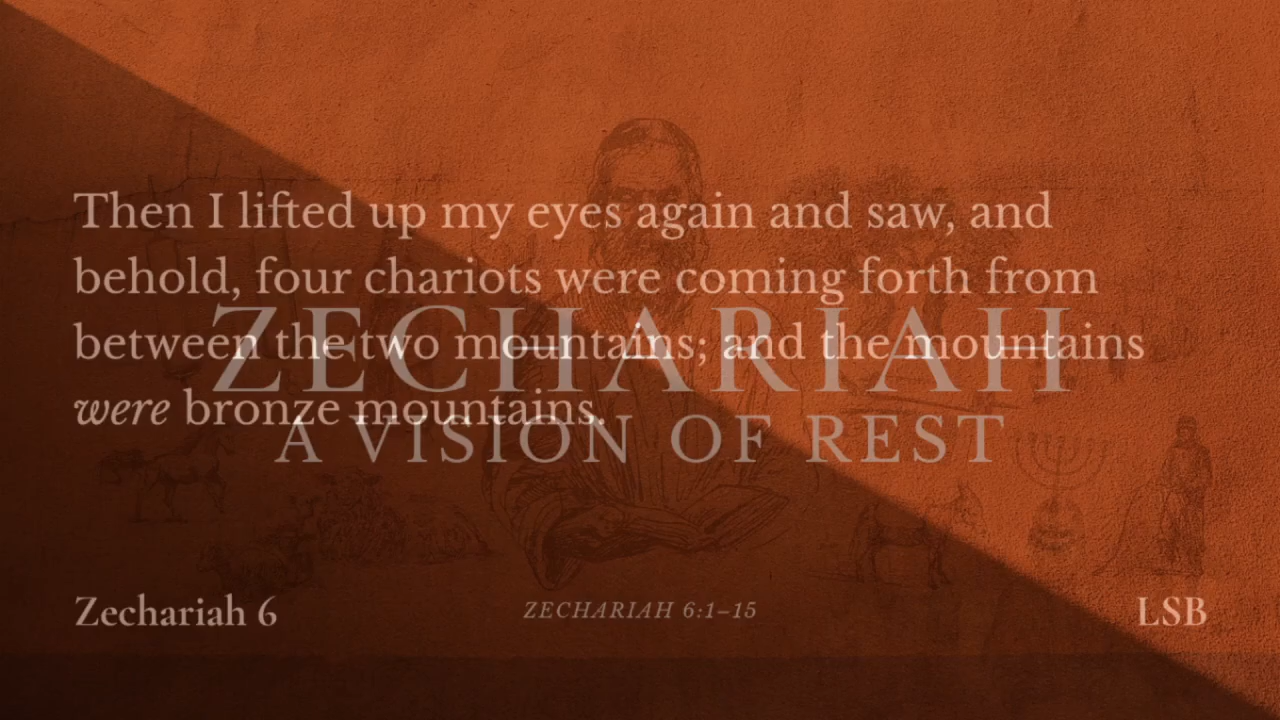 Then I lifted up my eyes again and saw, and
behold, four chariots were coming forth from
between the two mountains; and the mountains
were bronze mountains.
ZECHARIAH
A VISION OF REST
Zechariah 6
ZECHARIAH 6:1–15
LSB